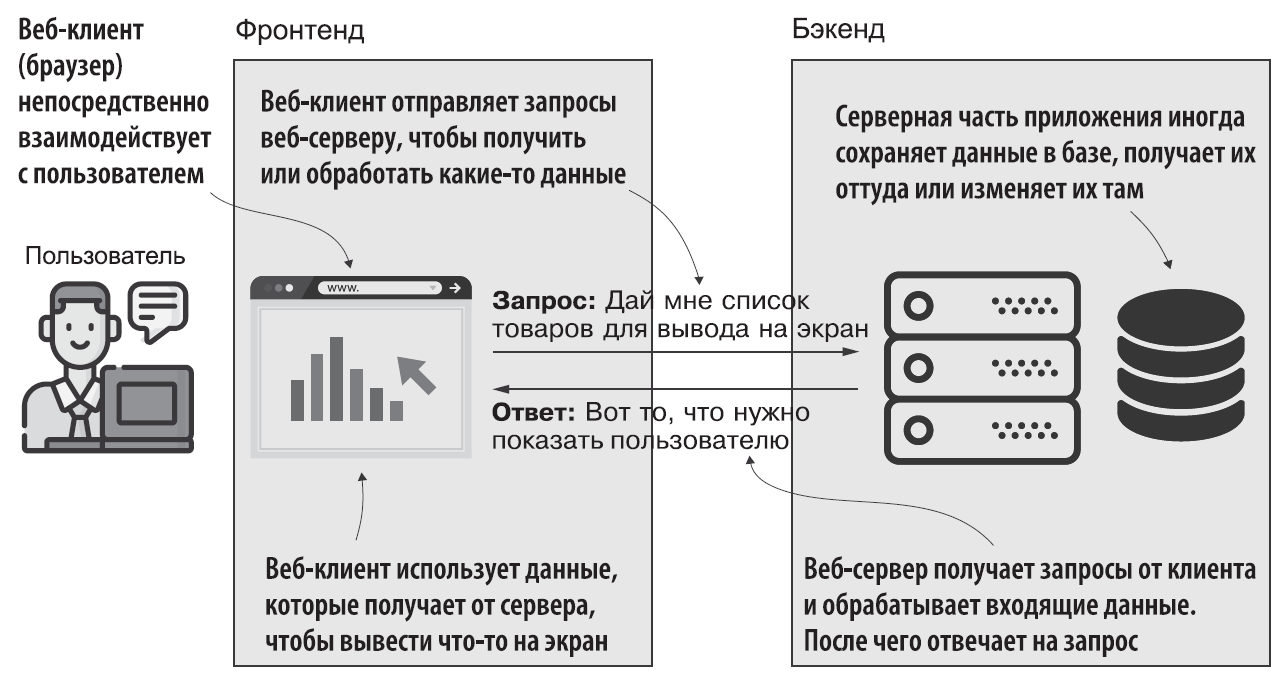 Веб-клиент
(браузер)
непосредственно
взаимодействует
с пользователем
Пользователь
Фронтенд
Веб-клиент отправляет запросы
веб-серверу, чтобы получить
или обработать какие-то данные
www.
Запрос: Дай мне список
товаров для вывода на экран
Ответ: Вот то, что нужно
показать пользователю
Веб-клиент использует данные,
которые получает от сервера,
чтобы вывести что-то на экран
Бэкенд
Серверная часть приложения иногда
сохраняет данные в базе, получает их
оттуда или изменяет их там
Веб-сервер получает запросы от клиента
и обрабатывает входящие данные.
После чего отвечает на запрос